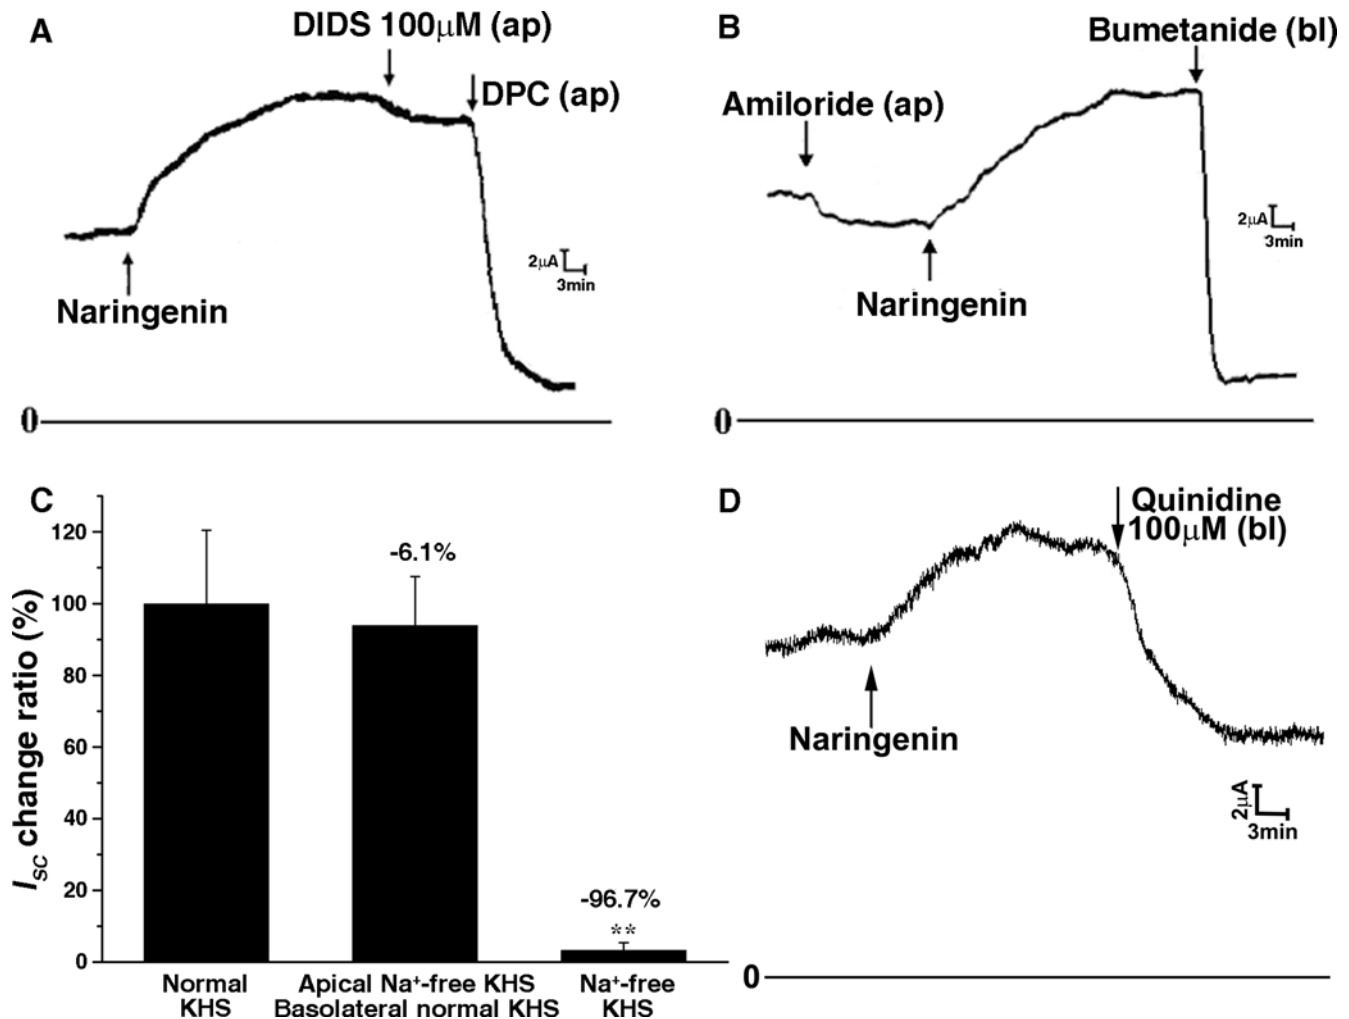 A
DIDS 100µM (ap)
DPC (ap)
Naringenin
2µA
3min
0
B
Bumetanide (bl)
Amiloride (ap)
Naringenin
2µA
3min
0
C
Isc change ratio (%)
120
100
80
60
40
20
0
-6.1%
-96.7%
**
Normal
KHS
Apical Na+-free KHS
Basolateral normal KHS
Na+-free
KHS
D
Quinidine
100µM (bl)
Naringenin
2µA
3min
0